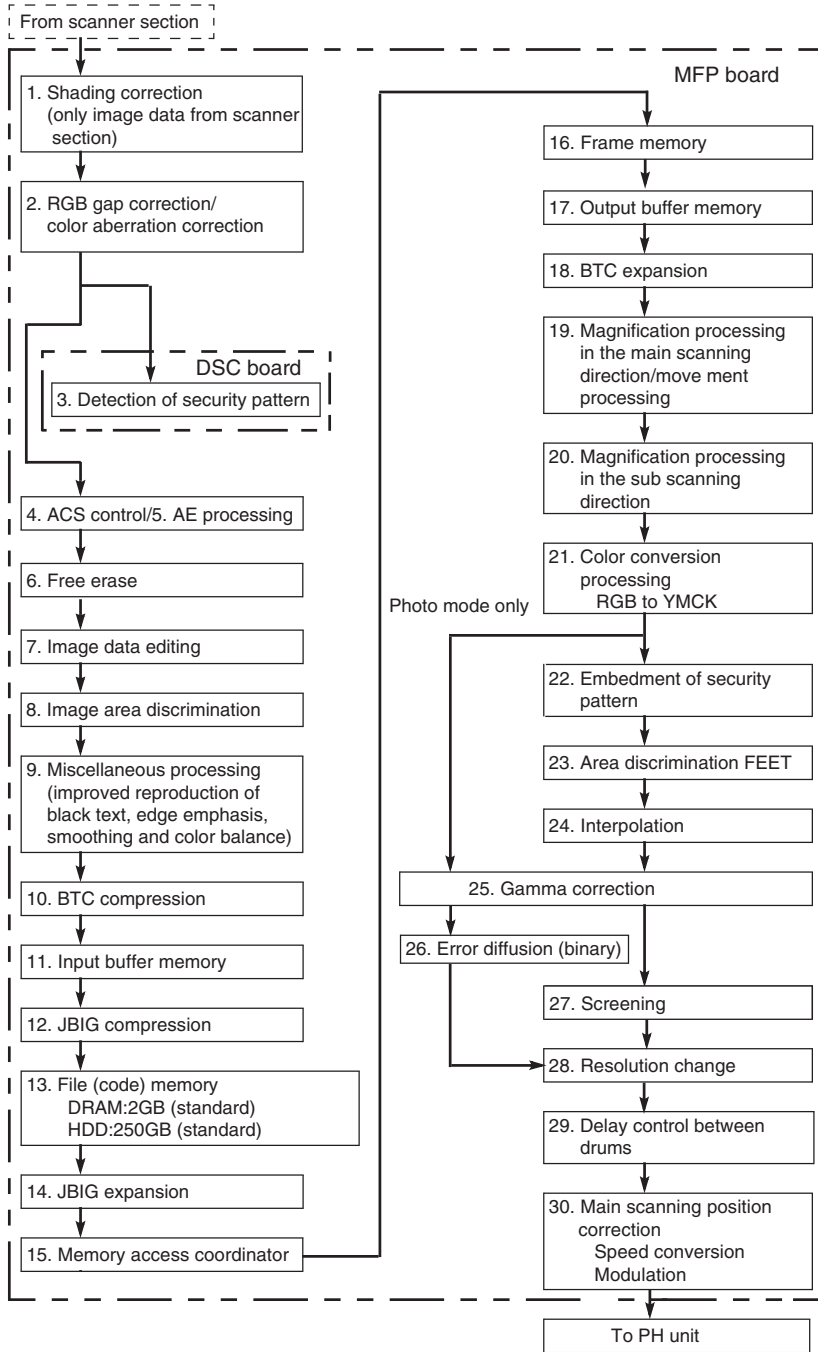 From scanner section
MFP board
1. Shading correction
(only image data from scanner
section)
2. RGB gap correction/
color aberration correction
DSC board
3. Detection of security pattern
4. ACS control/5. AE processing
6. Free erase
7. Image data editing
8. Image area discrimination
9. Miscellaneous processing
(improved reproduction of
black text, edge emphasis,
smoothing and color balance)
10. BTC compression
11. Input buffer memory
12. JBIG compression
13. File (code) memory
DRAM:2GB (standard)
HDD:250GB (standard)
14. JBIG expansion
15. Memory access coordinator
16. Frame memory
17. Output buffer memory
18. BTC expansion
19. Magnification processing
in the main scanning
direction/move ment
processing
20. Magnification processing
in the sub scanning
direction
21. Color conversion
processing
RGB to YMCK
Photo mode only
22. Embedment of security
pattern
23. Area discrimination FEET
24. Interpolation
25. Gamma correction
26. Error diffusion (binary)
27. Screening
28. Resolution change
29. Delay control between
drums
30. Main scanning position
correction
Speed conversion
Modulation
To PH unit